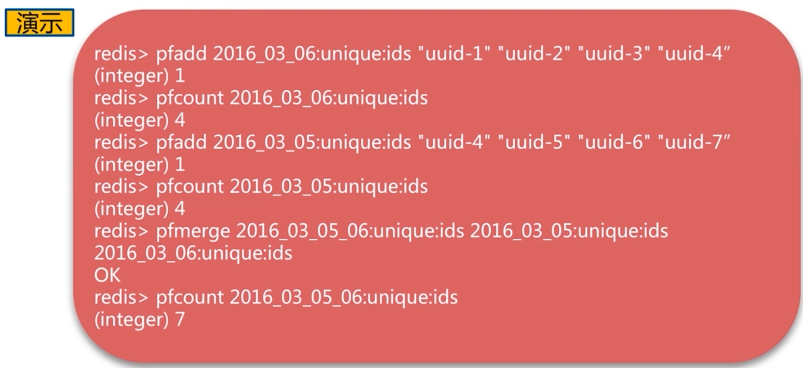 演示
redis> pfadd 2016_03_06:unique:ids "uuid-1" "uuid-2" "uuid-3" "uuid-4”
(integer) 1
redis> pfcount 2016_03_06:unique:ids
(integer) 4
redis> pfadd 2016_03_05:unique:ids "uuid-4" "uuid-5" "uuid-6" "uuid-7”
(integer) 1
redis> pfcount 2016_03_05:unique:ids
(integer) 4
redis> pfmerge 2016_03_05_06:unique:ids 2016_03_05:unique:ids
2016_03_06:unique:ids
OK
redis> pfcount 2016_03_05_06:unique:ids
(integer) 7